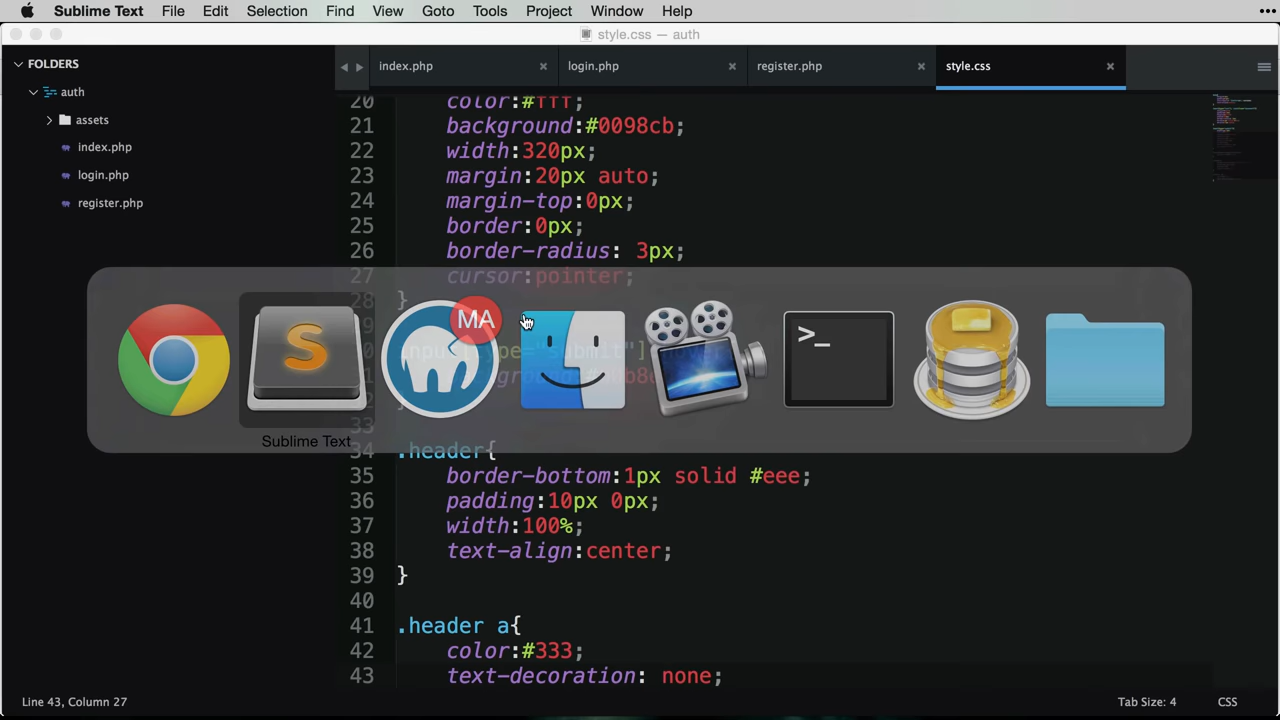 Sublime Text File Edit Selection Find View Goto Tools Project Window Help
style.css — auth
FOLDERS
auth
assets
index.php
login.php
register.php
index.php
login.php
register.php
style.css
20 color:#fff;
21 background:#0098cb;
22 width:320px;
23 margin:20px auto;
24 margin-top:0px;
25 border:0px;
26 border-radius: 3px;
27 cursor:pointer;
28 }
MA
S
>_
input[type="submit"]
Sublime Text
33
34 .header{
35 border-bottom:1px solid #eee;
36 padding:10px 0px;
37 width:100%;
38 text-align:center;
39 }
40
41 .header a{
42 color:#333;
43 text-decoration: none;
Line 43, Column 27
Tab Size: 4
CSS